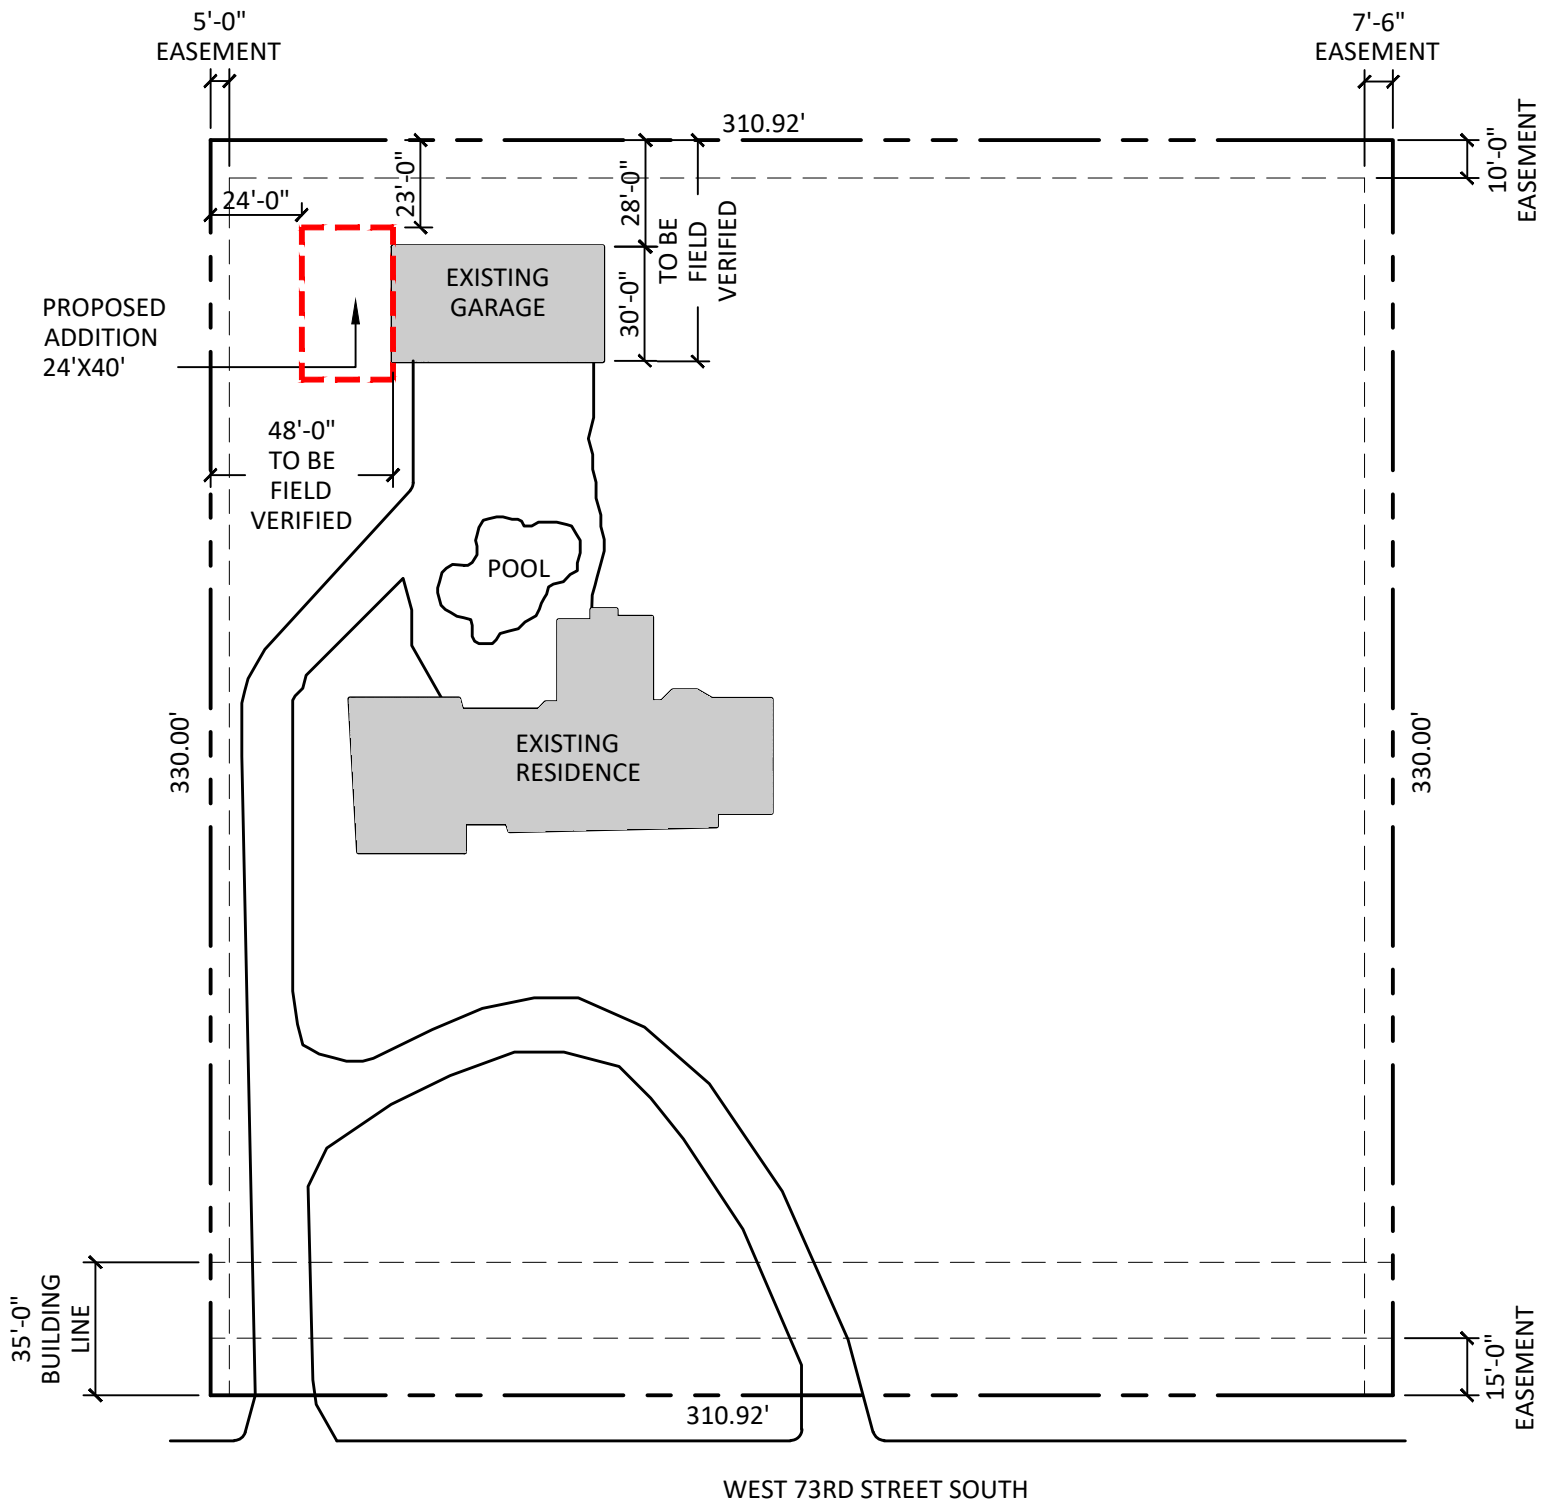 5'-0"
EASEMENT
7'-6"
EASEMENT
310.92'
10'-0"
EASEMENT
24'-0"
23'-0"
28'-0"
TO BE
FIELD
VERIFIED
30'-0"
EXISTING
GARAGE
PROPOSED
ADDITION
24'X40'
48'-0"
TO BE
FIELD
VERIFIED
POOL
330.00'
EXISTING
RESIDENCE
330.00'
35'-0"
BUILDING
LINE
15'-0"
EASEMENT
310.92'
WEST 73RD STREET SOUTH